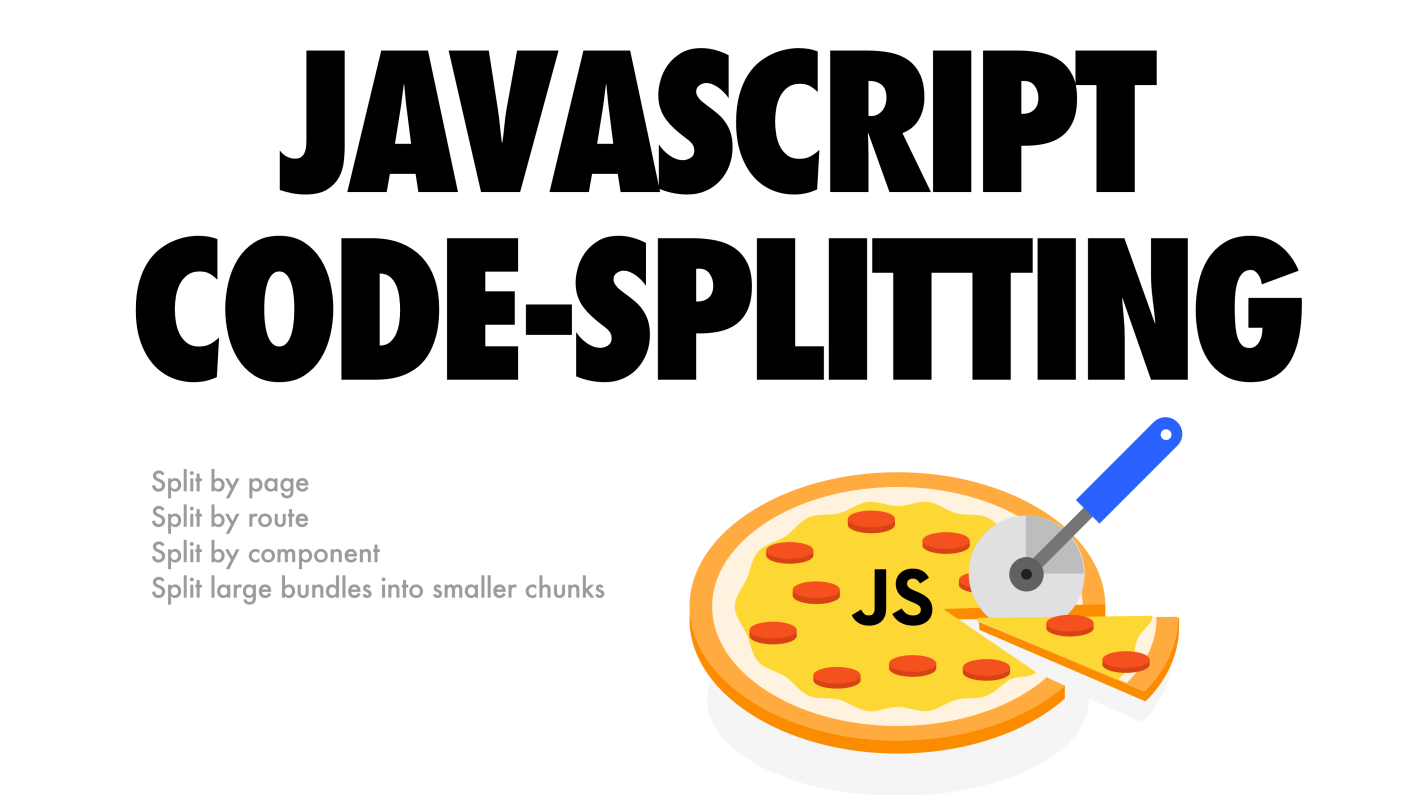 JAVASCRIPT
CODE-SPLITTING
Split by page
Split by route
Split by component
Split large bundles into smaller chunks
JS